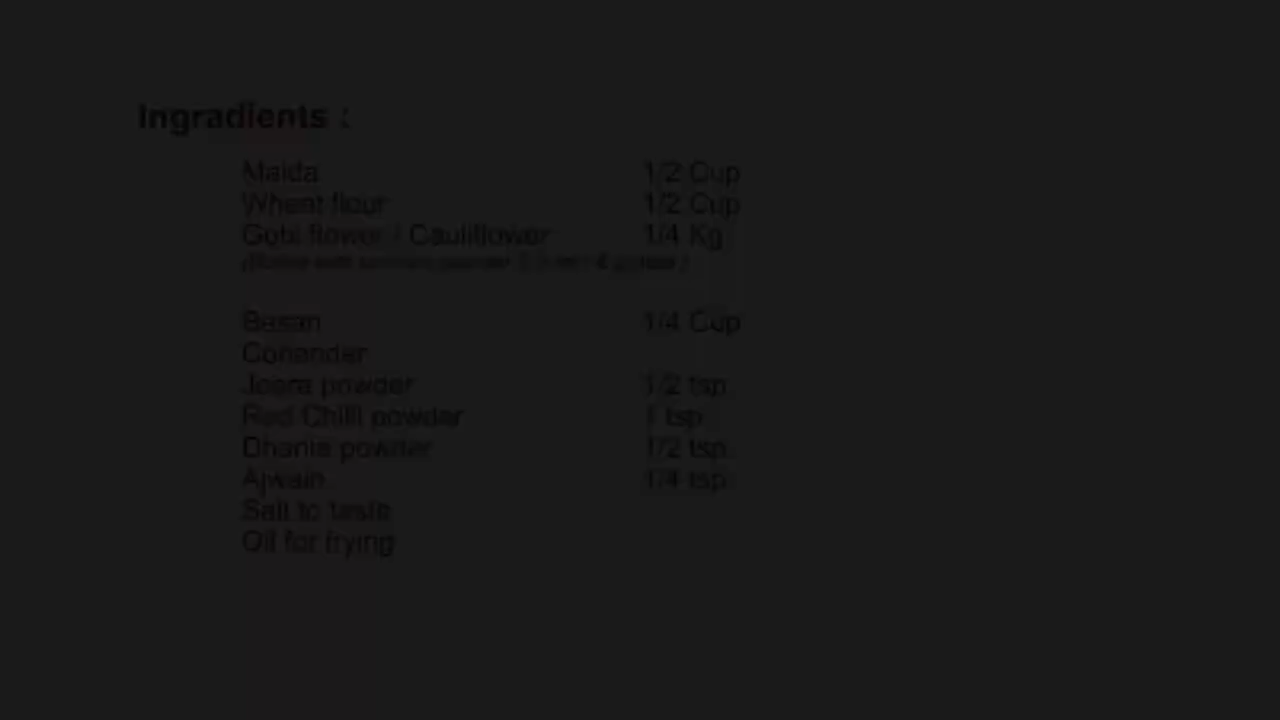 Ingradients :
Maida 1/2 Cup
Wheat flour 1/2 Cup
Gobi flower / Cauliflower 1/4 Kg
Besan 1/4 Cup
Coriander
Jeera powder 1/2 tsp
Red Chilli powder 1 tsp
Dhania powder 1/2 tsp
Ajwain 1/4 tsp
Salt to taste
Oil for frying